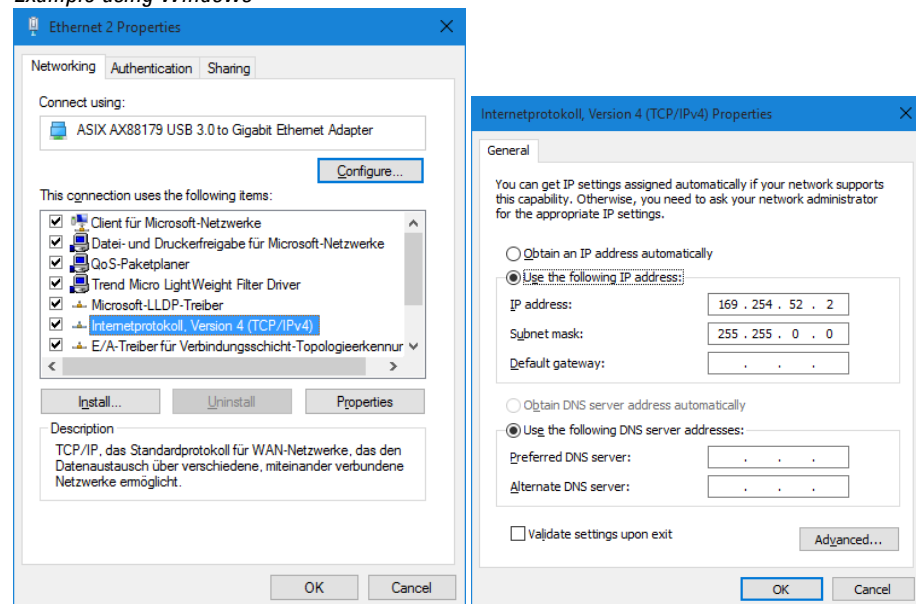 Example using Windows
Ethernet 2 Properties
Networking Authentication Sharing
Connect using:
ASIX AX88179 USB 3.0 to Gigabit Ethernet Adapter
Configure...
This connection uses the following items:
Client für Microsoft-Netzwerke
Datei- und Druckerfreigabe für Microsoft-Netzwerke
QoS-Paketplaner
Trend Micro LightWeight Filter Driver
Microsoft-LLDP-Treiber
Internetprotokoll, Version 4 (TCP/IPv4)
E/A-Treiber für Verbindungsschicht-Topologieerkennur
Install... Uninstall Properties
Description
TCP/IP, das Standardprotokoll für WAN-Netzwerke, das den
Datenaustausch über verschiedene, miteinander verbundene
Netzwerke ermöglicht.
OK Cancel
Internetprotokoll, Version 4 (TCP/IPv4) Properties
General
You can get IP settings assigned automatically if your network supports
this capability. Otherwise, you need to ask your network administrator
for the appropriate IP settings.
Obtain an IP address automatically
Use the following IP address:
IP address: 169 . 254 . 52 . 2
Subnet mask: 255 . 255 . 0 . 0
Default gateway: . . .
Obtain DNS server address automatically
Use the following DNS server addresses:
Preferred DNS server: . . .
Alternate DNS server: . . .
Validate settings upon exit
Advanced...
OK Cancel